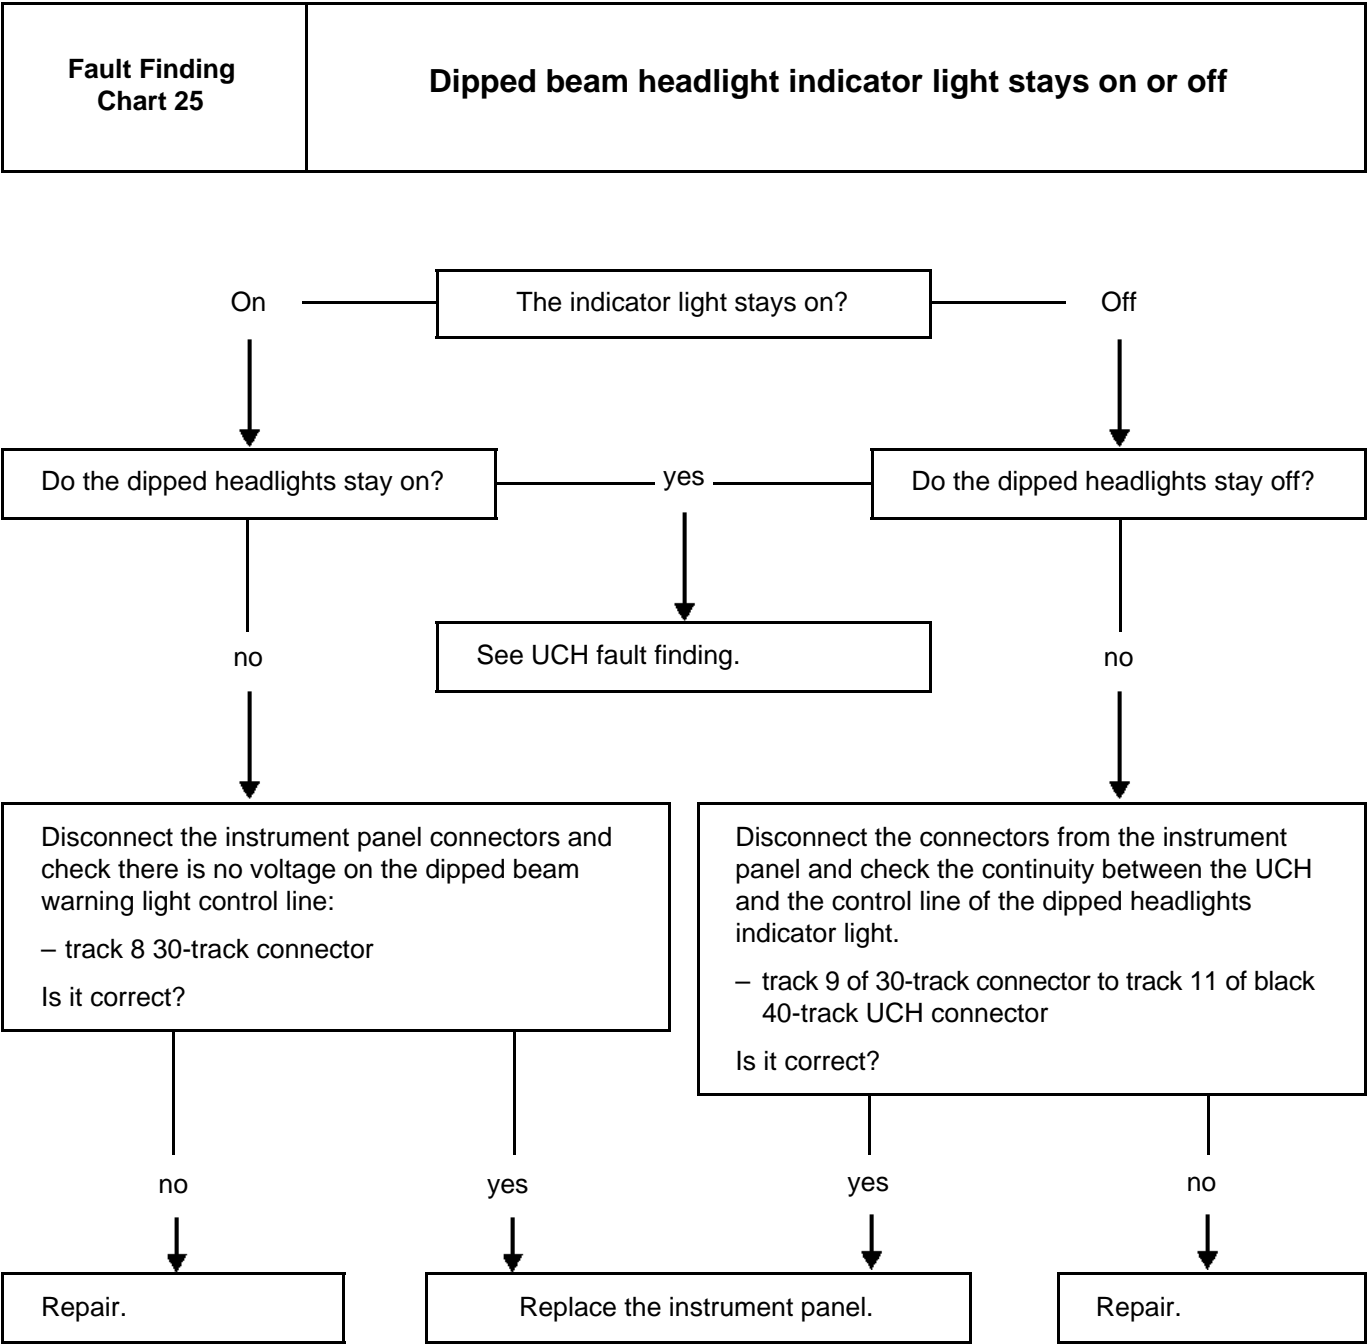 Fault Finding
Chart 25
Dipped beam headlight indicator light stays on or off
On
The indicator light stays on?
Off
Do the dipped headlights stay on?
yes
Do the dipped headlights stay off?
no
See UCH fault finding.
no
Disconnect the instrument panel connectors and
check there is no voltage on the dipped beam
warning light control line:
– track 8 30-track connector
Is it correct?
Disconnect the connectors from the instrument
panel and check the continuity between the UCH
and the control line of the dipped headlights
indicator light.
– track 9 of 30-track connector to track 11 of black
40-track UCH connector
Is it correct?
no
yes
yes
no
Repair.
Replace the instrument panel.
Repair.